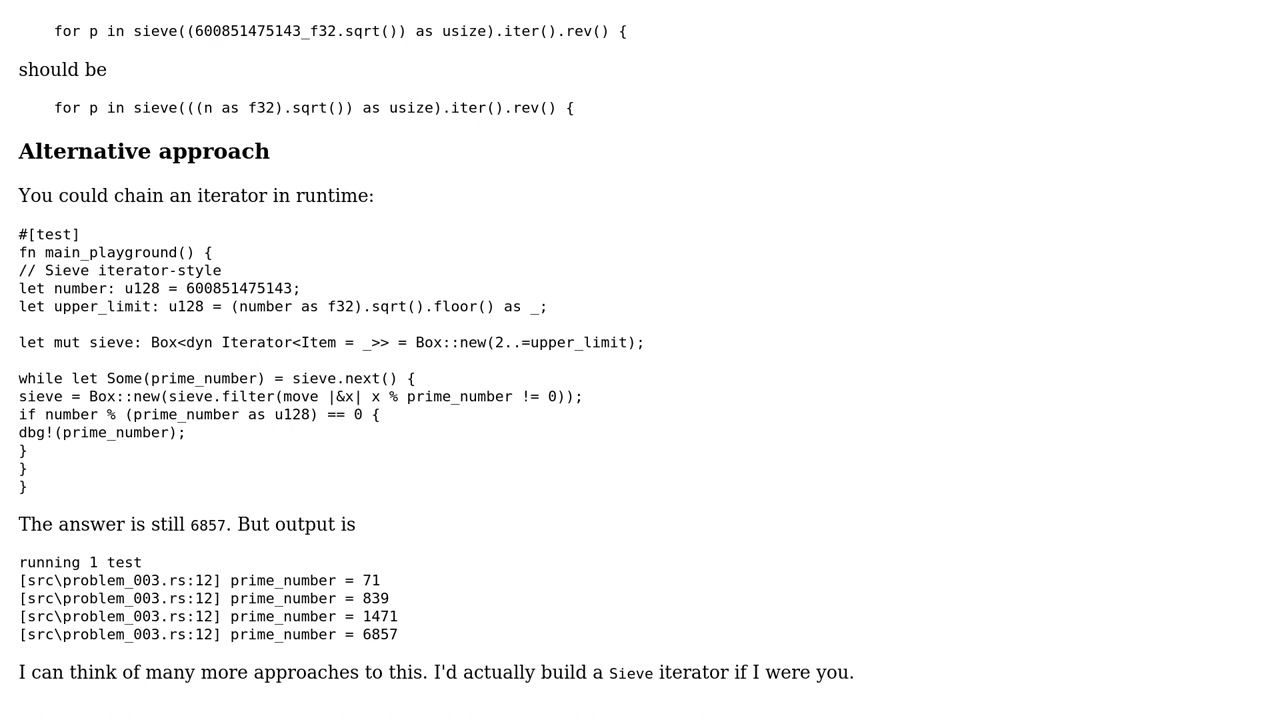 for p in sieve((600851475143_f32.sqrt()) as usize).iter().rev() {
should be
for p in sieve(((n as f32).sqrt()) as usize).iter().rev() {
Alternative approach
You could chain an iterator in runtime:
#[test]
fn main_playground() {
// Sieve iterator-style
let number: u128 = 600851475143;
let upper_limit: u128 = (number as f32).sqrt().floor() as _;
let mut sieve: Box<dyn Iterator<Item = _>> = Box::new(2..=upper_limit);
while let Some(prime_number) = sieve.next() {
sieve = Box::new(sieve.filter(move |&x| x % prime_number != 0));
if number % (prime_number as u128) == 0 {
dbg!(prime_number);
}
}
}
The answer is still 6857. But output is
running 1 test
[src\problem_003.rs:12] prime_number = 71
[src\problem_003.rs:12] prime_number = 839
[src\problem_003.rs:12] prime_number = 1471
[src\problem_003.rs:12] prime_number = 6857
I can think of many more approaches to this. I'd actually build a Sieve iterator if I were you.